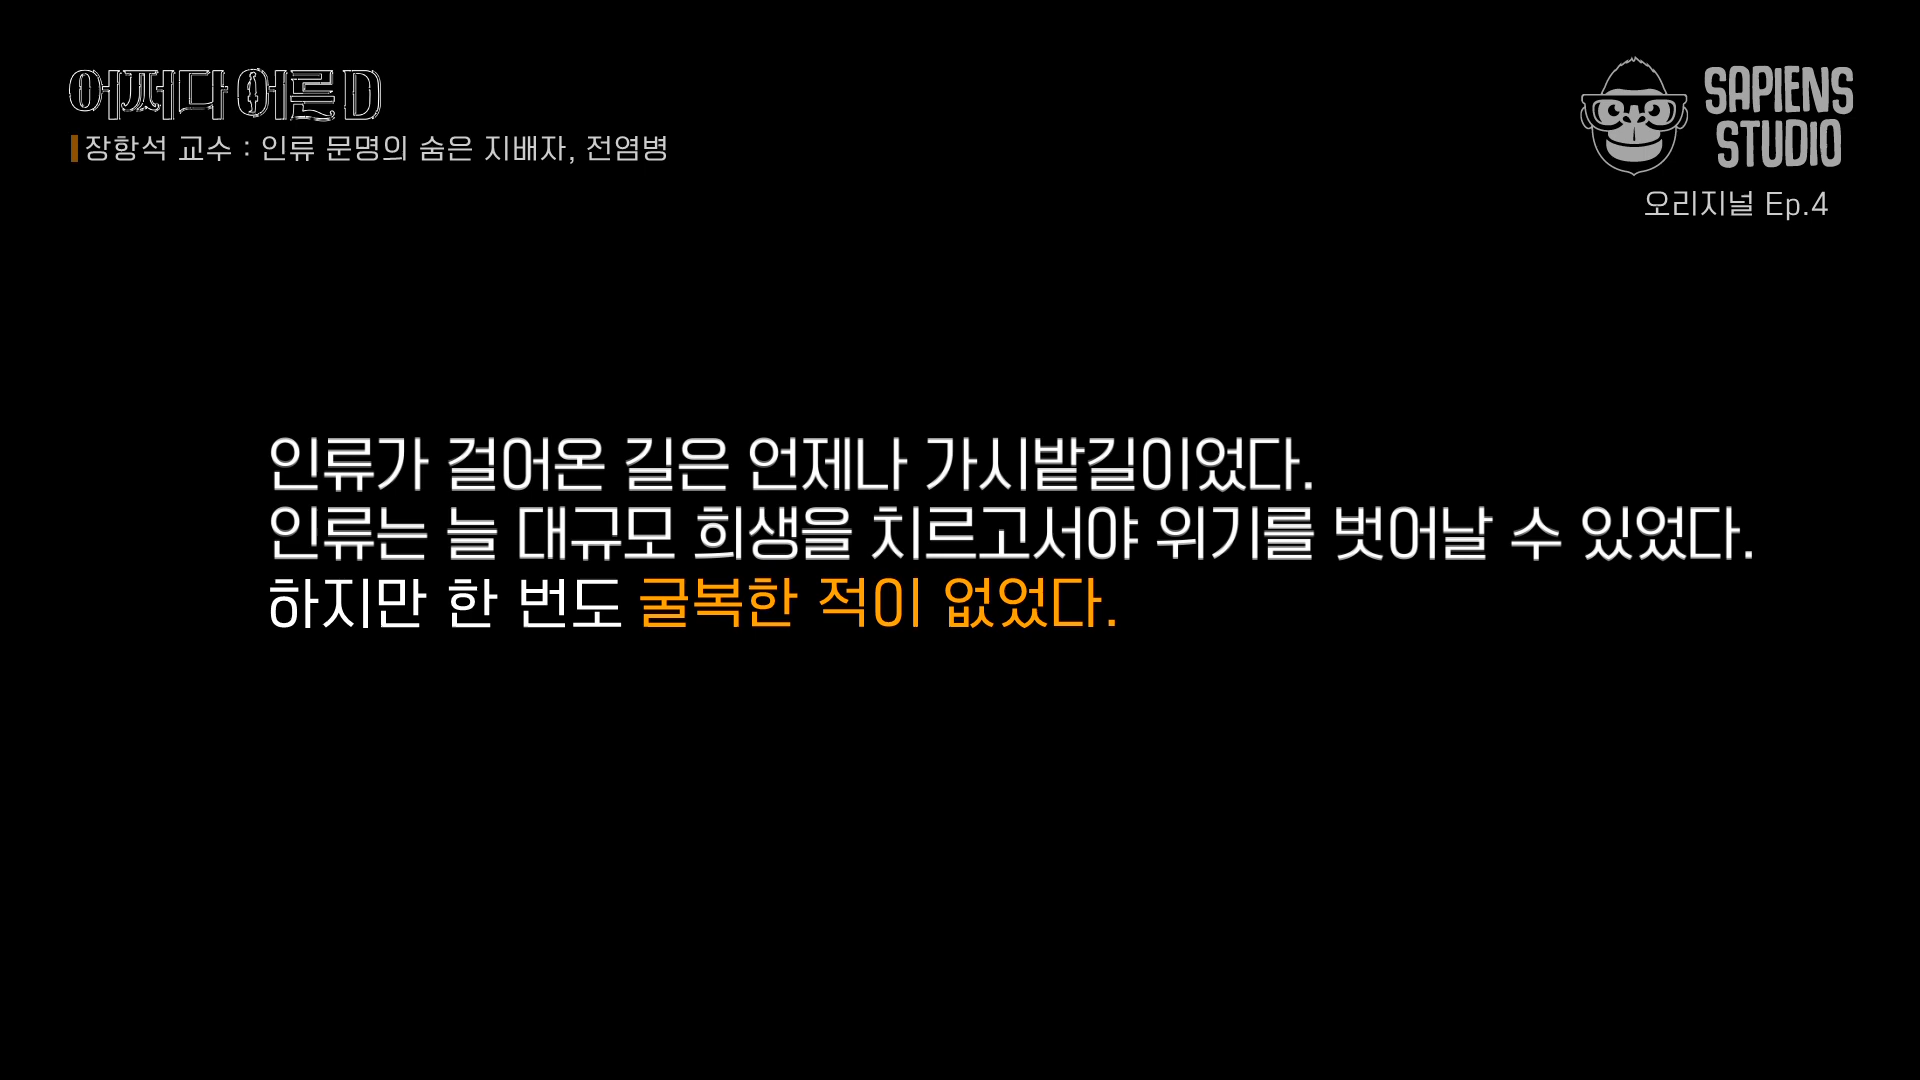 어쩌다 어른 D
장항석 교수 : 인류 문명의 숨은 지배자, 전염병
SAPIENS
STUDIO
오리지널 Ep.4
인류가 걸어온 길은 언제나 가시밭길이었다.
인류는 늘 대규모 희생을 치르고서야 위기를 벗어날 수 있었다.
하지만 한 번도 굴복한 적이 없었다.